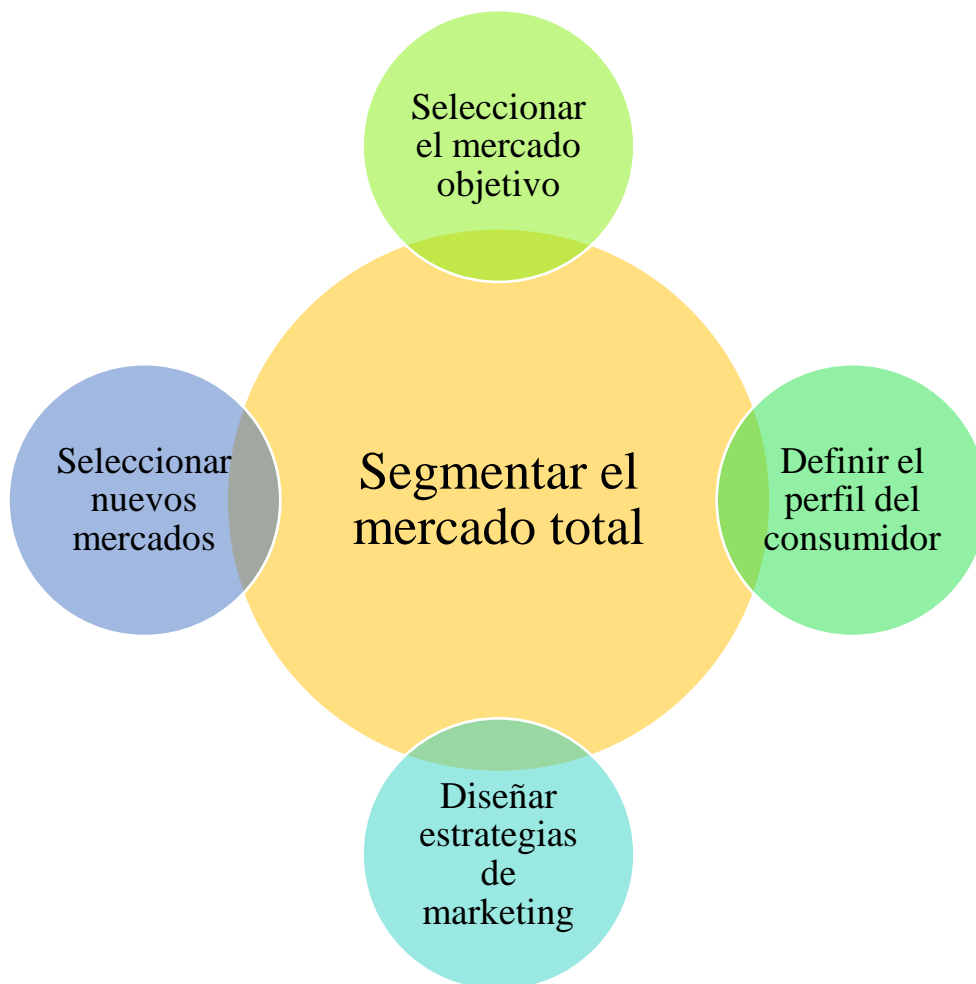 Seleccionar
el mercado
objetivo
Seleccionar
nuevos
mercados
Segmentar el
mercado total
Definir el
perfil del
consumidor
Diseñar
estrategias
de
marketing